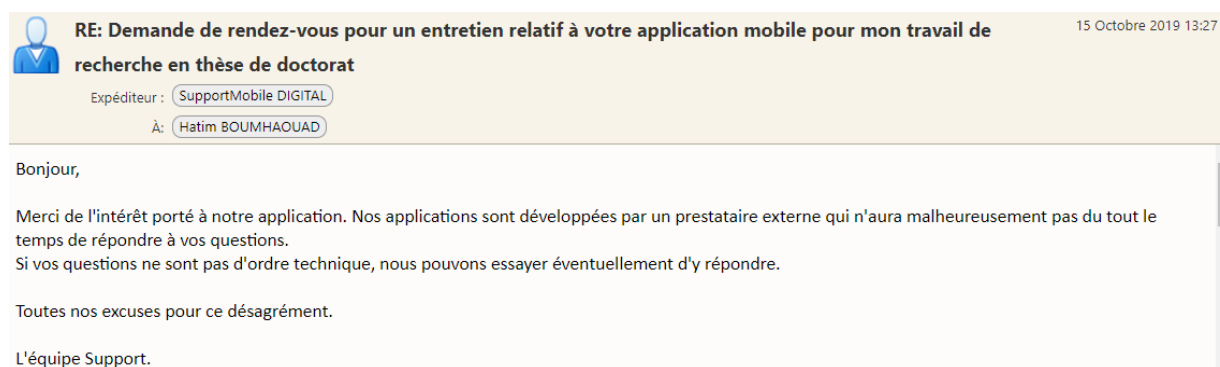 RE: Demande de rendez-vous pour un entretien relatif à votre application mobile pour mon travail de
15 Octobre 2019 13:27
recherche en thèse de doctorat
Expéditeur : SupportMobile DIGITAL
À: Hatim BOUMHAOUAD
Bonjour,
Merci de l'intérêt porté à notre application. Nos applications sont développées par un prestataire externe qui n'aura malheureusement pas du tout le
temps de répondre à vos questions.
Si vos questions ne sont pas d'ordre technique, nous pouvons essayer éventuellement d'y répondre.
Toutes nos excuses pour ce désagrément.
L'équipe Support.